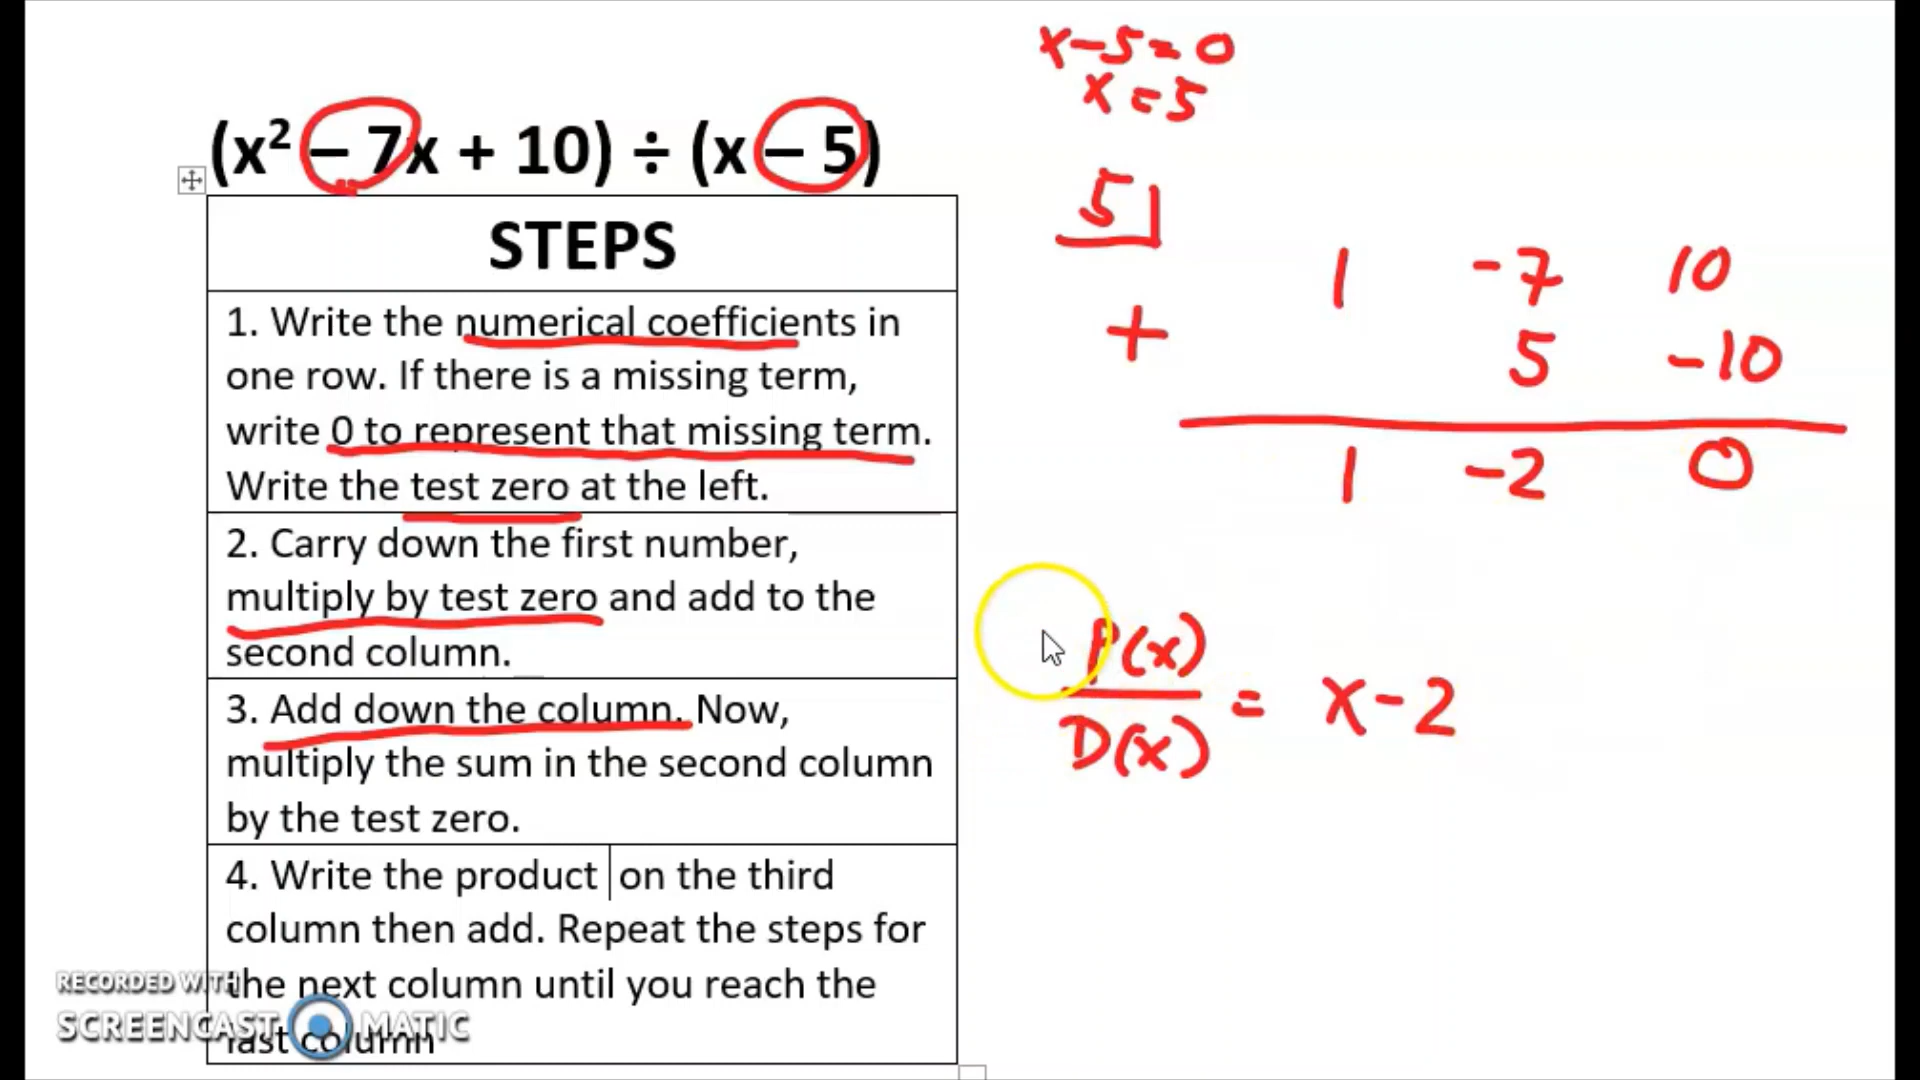 x-5=0
x=5
(x² – 7x + 10) ÷ (x – 5)
STEPS
1. Write the numerical coefficients in
one row. If there is a missing term,
write 0 to represent that missing term.
Write the test zero at the left.
2. Carry down the first number,
multiply by test zero and add to the
second column.
3. Add down the column. Now,
multiply the sum in the second column
by the test zero.
4. Write the product on the third
column then add. Repeat the steps for
the next column until you reach the
last column
5
1 -7 10
+ 5 -10
1 -2 0
P(x)
D(x) = x-2
RECORDED WITH
SCREENCAST MATIC